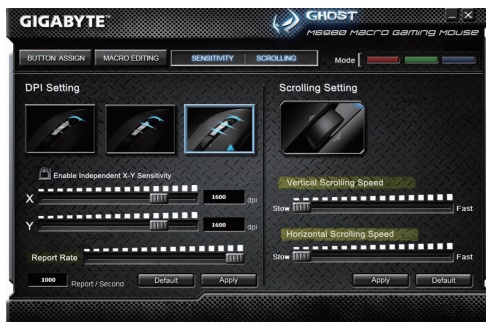 GIGABYTE™
GHOST
M6980 Macro Gaming Mouse
BUTTON ASSIGN
MACRO EDITING
SENSITIVITY
SCROLLING
Mode
DPI Setting
Scrolling Setting
Enable Independent X-Y Sensitivity
X
1600
dpi
Y
1600
dpi
Report Rate
1000
Report / Second
Default
Apply
Vertical Scrolling Speed
Slow
Fast
Horizontal Scrolling Speed
Slow
Fast
Apply
Default